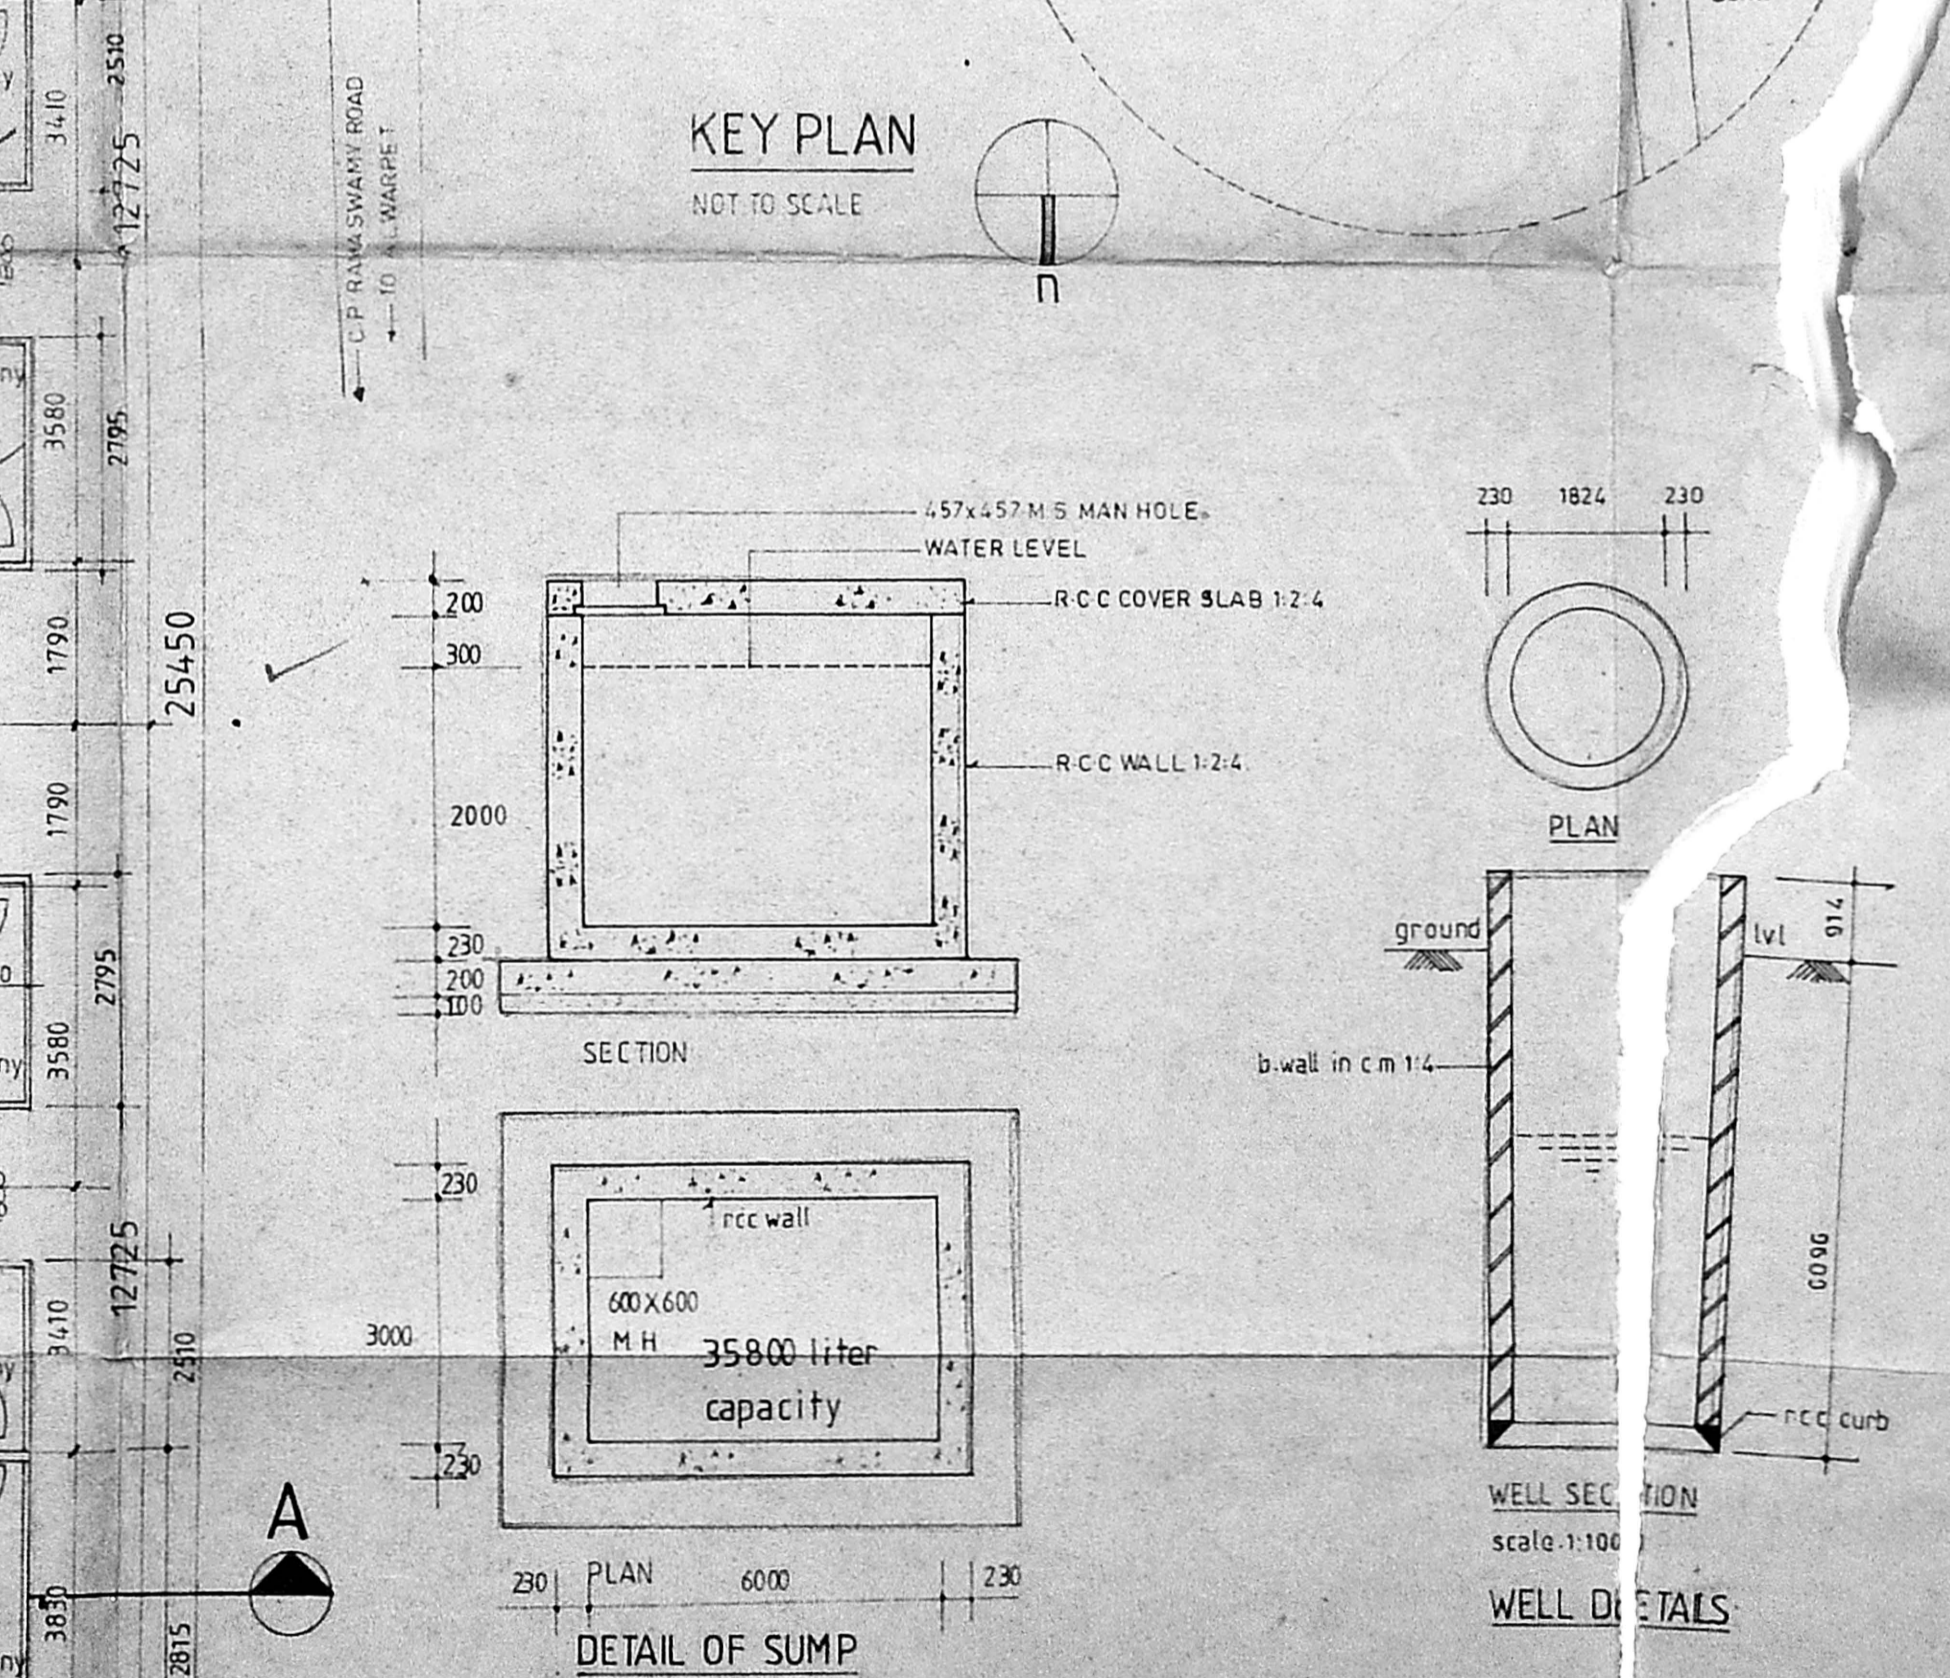 2510
3410
12725
C P RAMASWAMY ROAD
TO ALWARPET
KEY PLAN
NOT TO SCALE
n
3580
2795
25450
1790
1790
2795
3580
12725
3410
2510
3830
2815
A
457x457 M S MAN HOLE
WATER LEVEL
R·C·C COVER SLAB 1:2:4
R·C·C WALL 1:2:4
200
300
2000
230
200
100
SECTION
230
rcc wall
600X600
M H
35800 liter
capacity
3000
230
PLAN
230
6000
230
DETAIL OF SUMP
230 1824 230
PLAN
ground
lvl
914
b.wall in c m 1:4
6096
rcc curb
WELL SECTION
scale.1:100
WELL DETAILS